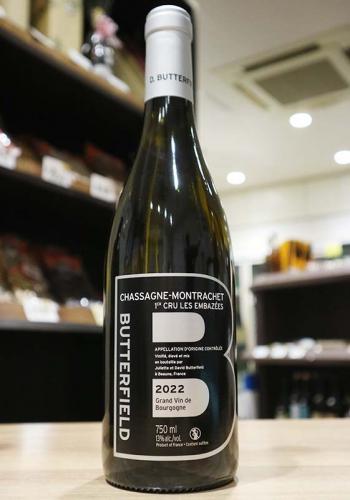 D. BUTTERFI
CHASSAGNE-MONTRACHET
1ER CRU LES EMBAZÉES
BUTTERFIELD
APPELLATION D'ORIGINE CONTRÔLÉE
Vinifié, élevé et mis
en bouteille par
Juliette et David Butterfield
à Beaune, France
2022
Grand Vin de
Bourgogne
750 ml
13% alc./vol.
Product of France • Contient sulfites